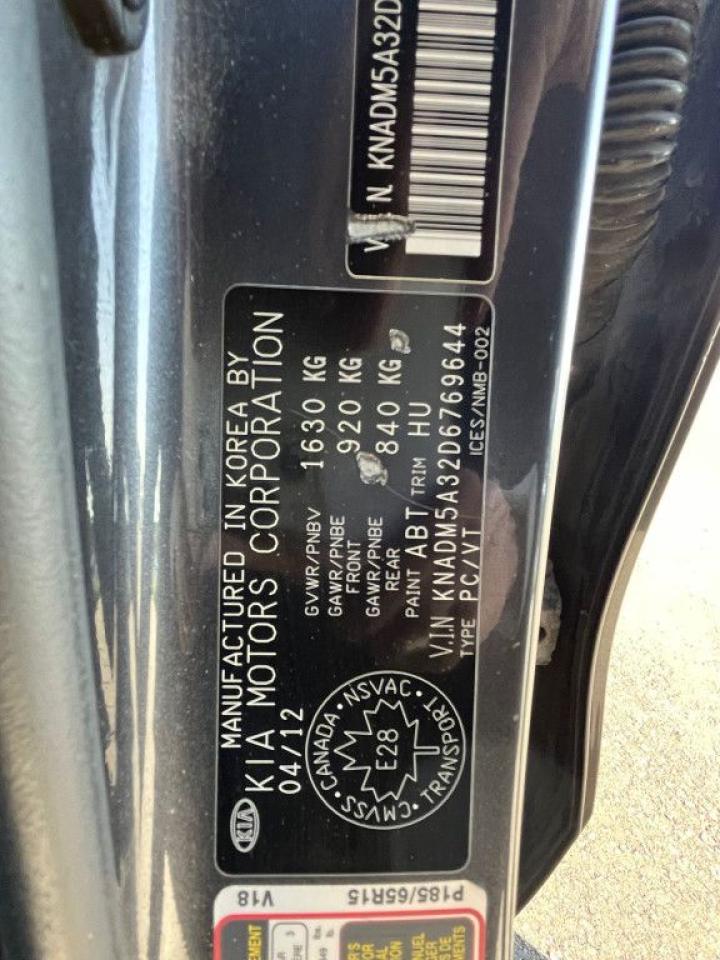 KIA
MANUFACTURED IN KOREA BY
KIA MOTORS CORPORATION
04/12
GVWR/PNBV 1630 KG
GAWR/PNBE FRONT 920 KG
GAWR/PNBE REAR 840 KG
PAINT ABT TRIM HU
V.I.N KNADM5A32D6769644
TYPE PC/VT ICES/NMB-002
CANADA · NSVAC · TRANSPORT · CMVSS ·
E28
V N KNADM5A32D
V18 P185/65R15